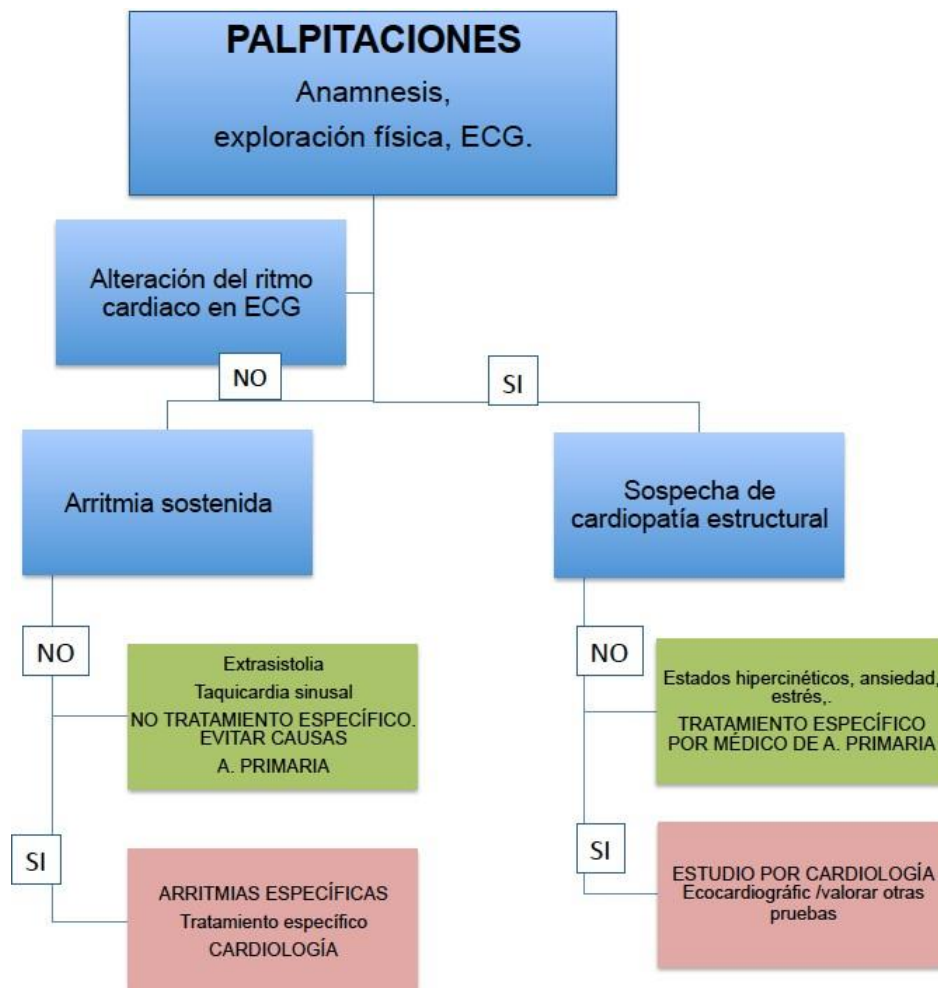 PALPITACIONES
Anamnesis,
exploración física, ECG.
Alteración del ritmo
cardiaco en ECG
NO
SI
Arritmia sostenida
Sospecha de
cardiopatía estructural
NO
Extrasistolia
Taquicardia sinusal
NO TRATAMIENTO ESPECÍFICO.
EVITAR CAUSAS
A. PRIMARIA
SI
ARRITMIAS ESPECÍFICAS
Tratamiento específico
CARDIOLOGÍA
NO
Estados hipercinéticos, ansiedad,
estrés,.
TRATAMIENTO ESPECÍFICO
POR MÉDICO DE A. PRIMARIA
SI
ESTUDIO POR CARDIOLOGÍA
Ecocardiográfic /valorar otras
pruebas